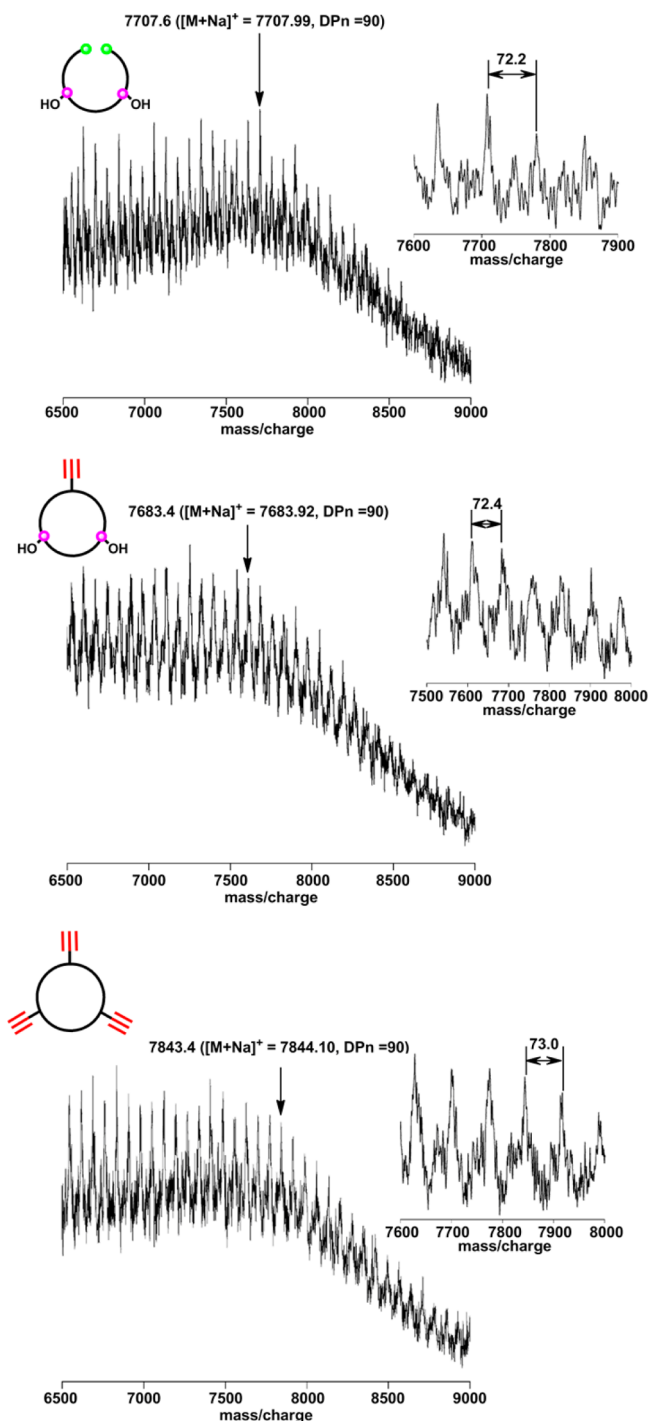 7707.6 ([M+Na]⁺ = 7707.99, DPn =90)
HO
OH
72.2
7600 7700 7800 7900
mass/charge
6500 7000 7500 8000 8500 9000
mass/charge
7683.4 ([M+Na]⁺ = 7683.92, DPn =90)
HO
OH
72.4
7500 7600 7700 7800 7900 8000
mass/charge
6500 7000 7500 8000 8500 9000
mass/charge
7843.4 ([M+Na]⁺ = 7844.10, DPn =90)
73.0
7600 7700 7800 7900 8000
mass/charge
6500 7000 7500 8000 8500 9000
mass/charge